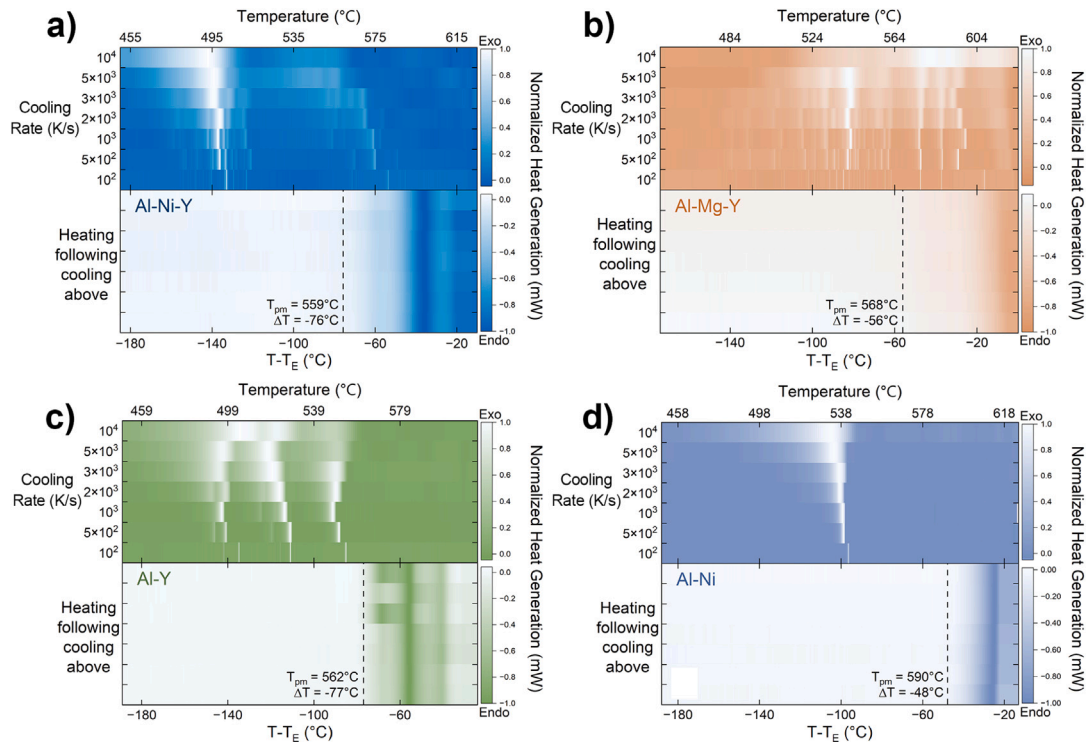 a)
Temperature (°C)
455 495 535 575 615
Exo
Cooling
Rate (K/s)
10⁴
5×10³
3×10³
2×10³
10³
5×10²
10²
1.0
0.8
0.6
0.4
0.2
0.0
Al-Ni-Y
Heating
following
cooling
above
T_pm = 559°C
ΔT = -76°C
0.0
−0.2
−0.4
−0.6
−0.8
−1.0
Endo
Normalized Heat Generation (mW)
−180 −140 −100 −60 −20
T-T_E (°C)
b)
Temperature (°C)
484 524 564 604
Exo
Cooling
Rate (K/s)
10⁴
5×10³
3×10³
2×10³
10³
5×10²
10²
1.0
0.8
0.6
0.4
0.2
0.0
Al-Mg-Y
Heating
following
cooling
above
T_pm = 568°C
ΔT = -56°C
0.0
−0.2
−0.4
−0.6
−0.8
−1.0
Endo
Normalized Heat Generation (mW)
−140 −100 −60 −20
T-T_E (°C)
c)
Temperature (°C)
459 499 539 579
Exo
Cooling
Rate (K/s)
10⁴
5×10³
3×10³
2×10³
10³
5×10²
10²
1.0
0.8
0.6
0.4
0.2
0.0
Al-Y
Heating
following
cooling
above
T_pm = 562°C
ΔT = -77°C
0.0
−0.2
−0.4
−0.6
−0.8
−1.0
Endo
Normalized Heat Generation (mW)
−180 −140 −100 −60
T-T_E (°C)
d)
Temperature (°C)
458 498 538 578 618
Exo
Cooling
Rate (K/s)
10⁴
5×10³
3×10³
2×10³
10³
5×10²
10²
1.0
0.8
0.6
0.4
0.2
0.0
Al-Ni
Heating
following
cooling
above
T_pm = 590°C
ΔT = -48°C
0.00
−0.20
−0.40
−0.60
−0.80
−1.00
Endo
Normalized Heat Generation (mW)
−180 −140 −100 −60 −20
T-T_E (°C)